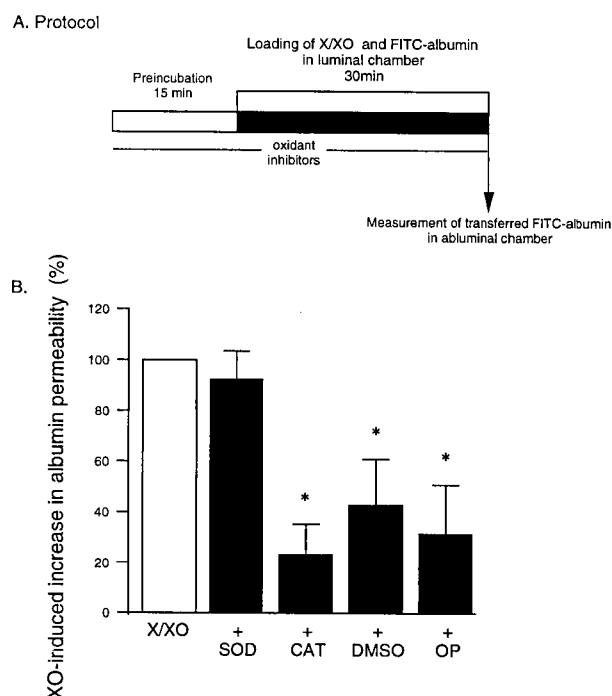 A. Protocol
Loading of X/XO and FITC-albumin
in luminal chamber
30min
Preincubation
15 min
oxidant
inhibitors
Measurement of transferred FITC-albumin
in abluminal chamber
B.
XO-induced increase in albumin permeability (%)
120
100
80
60
40
20
0
*
*
*
X/XO
+
SOD
+
CAT
+
DMSO
+
OP